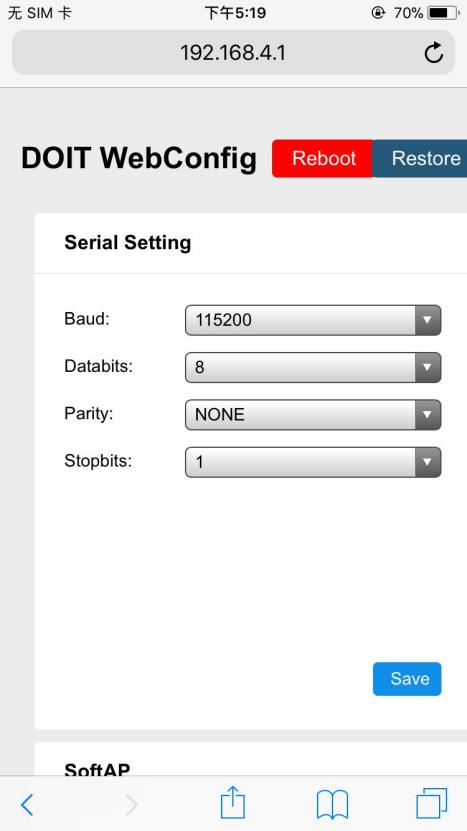 无 SIM 卡 下午5:19 70%
192.168.4.1
DOIT WebConfig Reboot Restore
Serial Setting
Baud: 115200
Databits: 8
Parity: NONE
Stopbits: 1
Save
SoftAP